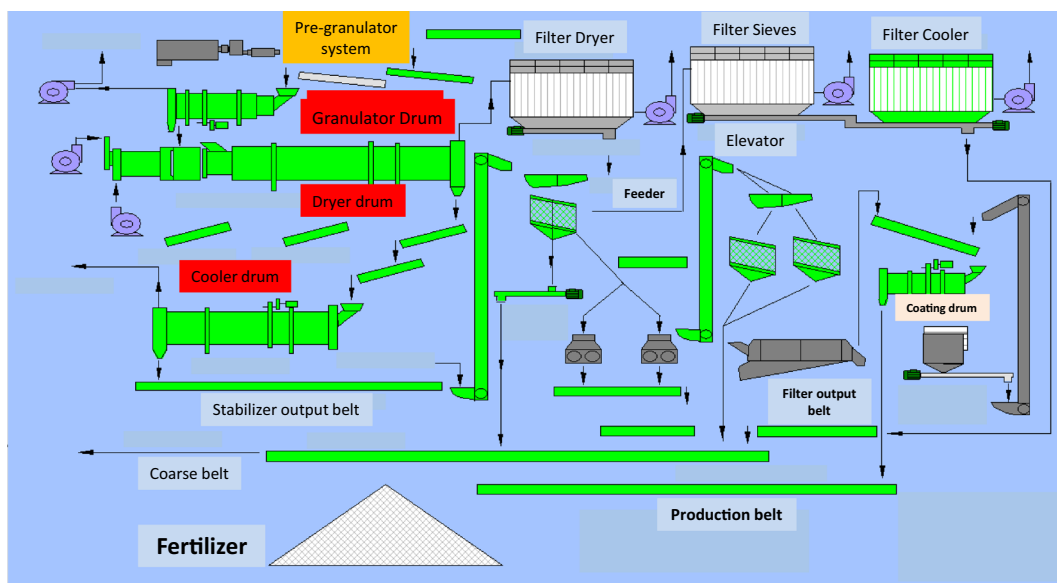 Pre-granulator
system
Filter Dryer
Filter Sieves
Filter Cooler
Granulator Drum
Elevator
Feeder
Dryer drum
Cooler drum
Coating drum
Stabilizer output belt
Filter output
belt
Coarse belt
Production belt
Fertilizer